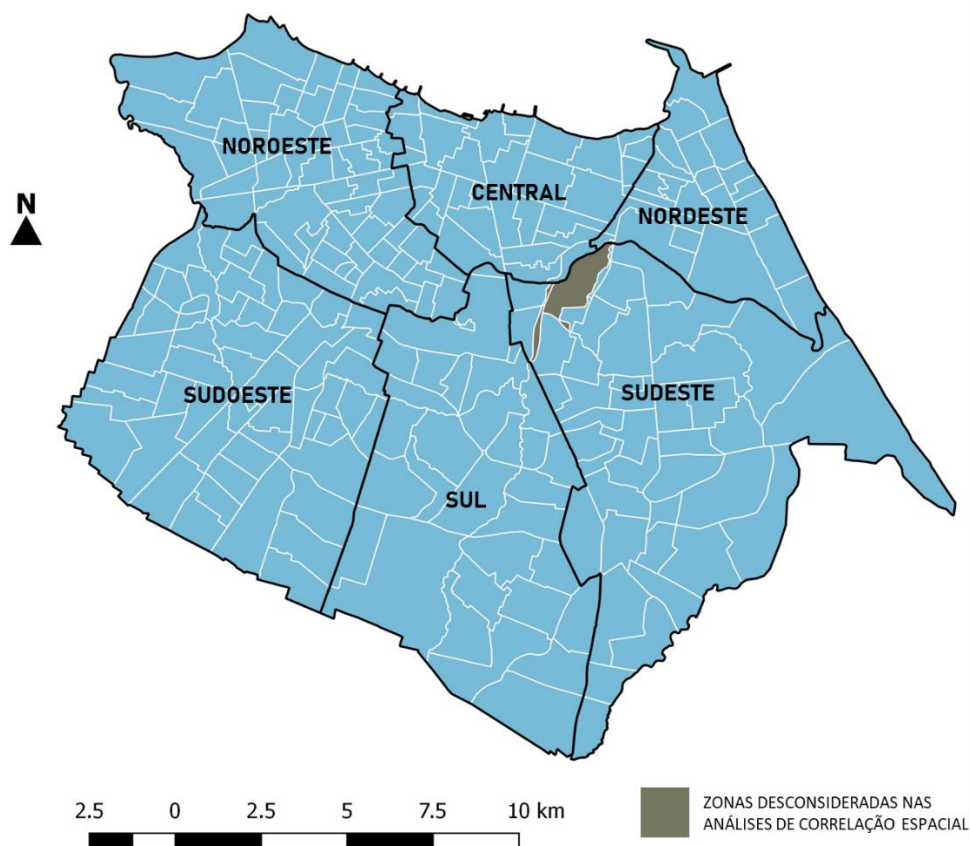 NOROESTE
CENTRAL
N
NORDESTE
SUDOESTE
SUDESTE
SUL
2.5 0 2.5 5 7.5 10 km
ZONAS DESCONSIDERADAS NAS
ANÁLISES DE CORRELAÇÃO ESPACIAL